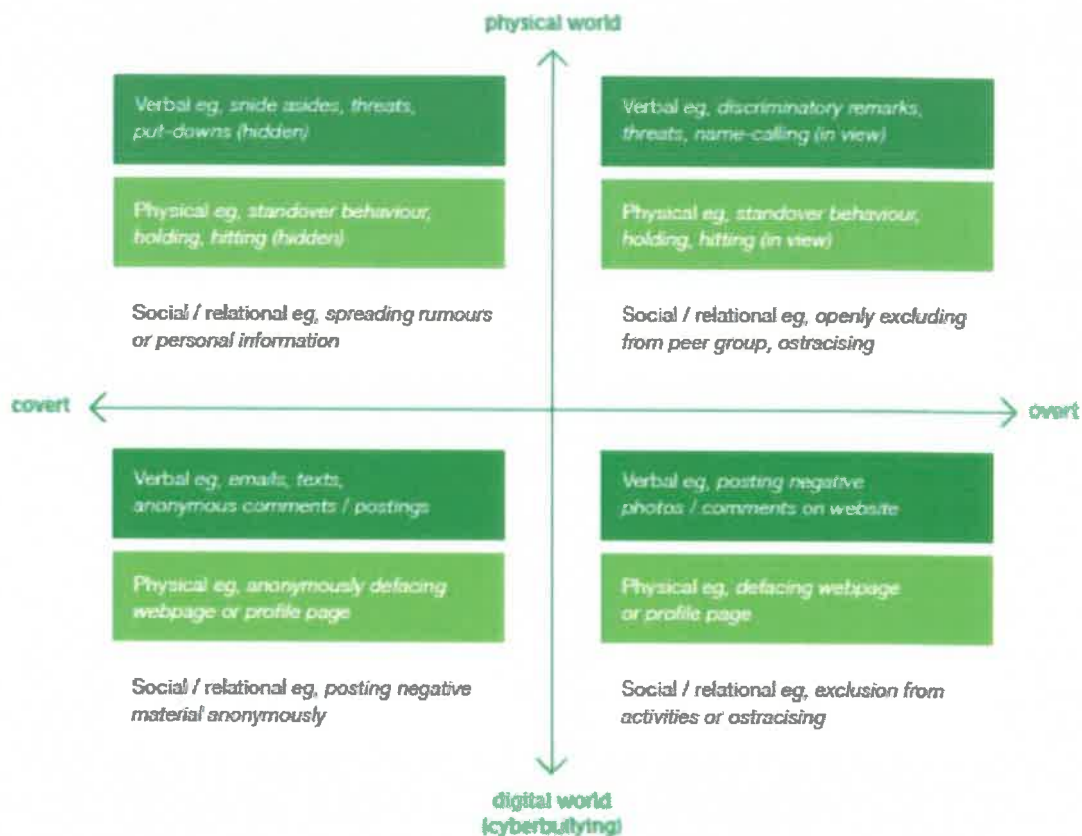 physical world
Verbal eg, snide asides, threats,
put-downs (hidden)
Verbal eg, discriminatory remarks,
threats, name-calling (in view)
Physical eg, standover behaviour,
holding, hitting (hidden)
Physical eg, standover behaviour,
holding, hitting (in view)
Social / relational eg, spreading rumours
or personal information
Social / relational eg, openly excluding
from peer group, ostracising
covert
overt
Verbal eg, emails, texts,
anonymous comments / postings
Verbal eg, posting negative
photos / comments on website
Physical eg, anonymously defacing
webpage or profile page
Physical eg, defacing webpage
or profile page
Social / relational eg, posting negative
material anonymously
Social / relational eg, exclusion from
activities or ostracising
digital world
(cyberbullying)